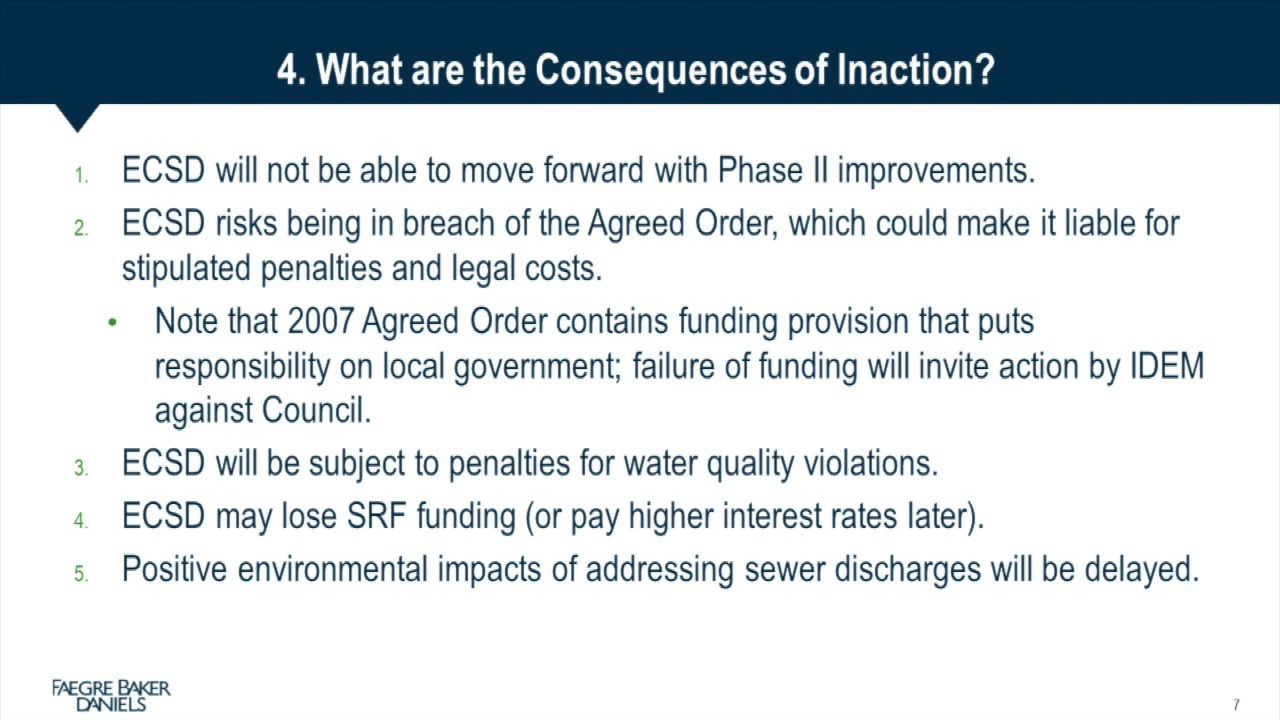 4. What are the Consequences of Inaction?
1. ECSD will not be able to move forward with Phase II improvements.
2. ECSD risks being in breach of the Agreed Order, which could make it liable for
stipulated penalties and legal costs.
• Note that 2007 Agreed Order contains funding provision that puts
responsibility on local government; failure of funding will invite action by IDEM
against Council.
3. ECSD will be subject to penalties for water quality violations.
4. ECSD may lose SRF funding (or pay higher interest rates later).
5. Positive environmental impacts of addressing sewer discharges will be delayed.
FAEGRE BAKER
DANIELS
7